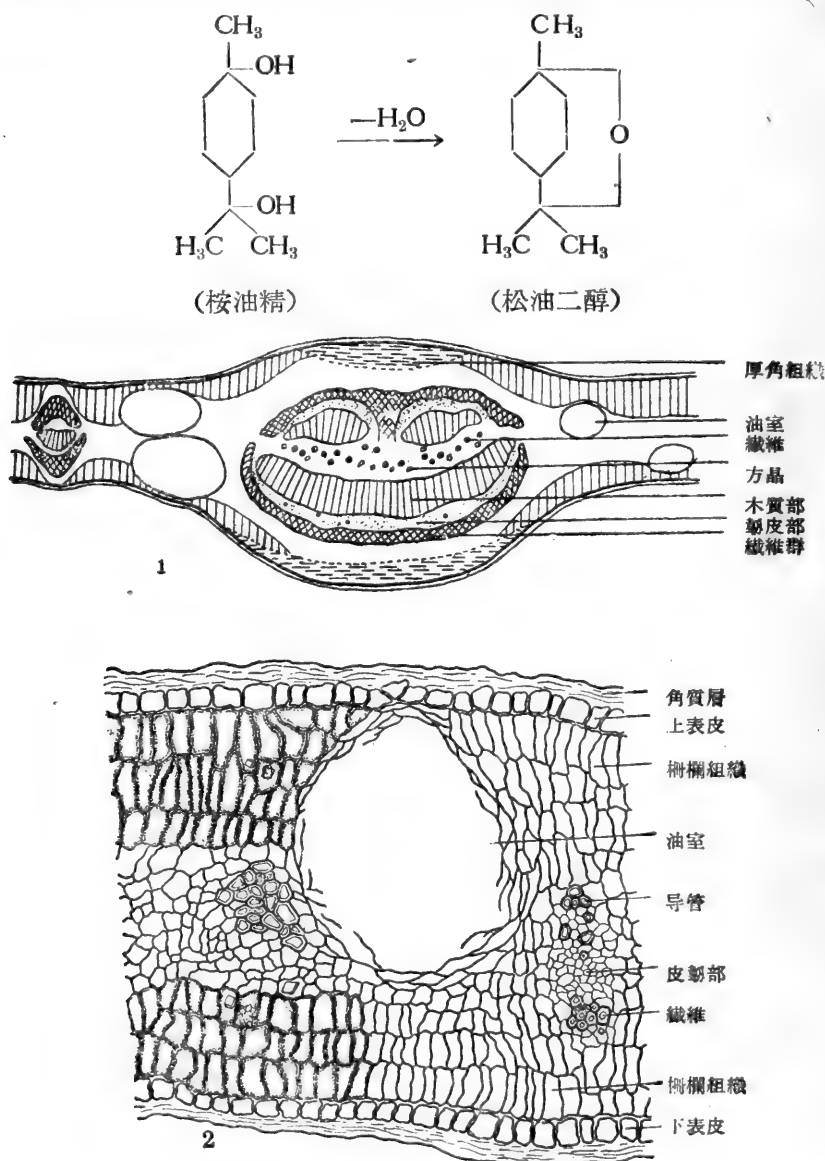 CH₃
OH
OH
H₃C CH₃
—H₂O
CH₃
O
H₃C CH₃
(桉油精) (松油二醇)
厚角組織
油室
纖維
方晶
木質部
韌皮部
纖維群
1
角質層
上表皮
柵欄組織
油室
导管
皮韌部
纖維
柵欄組織
下表皮
2